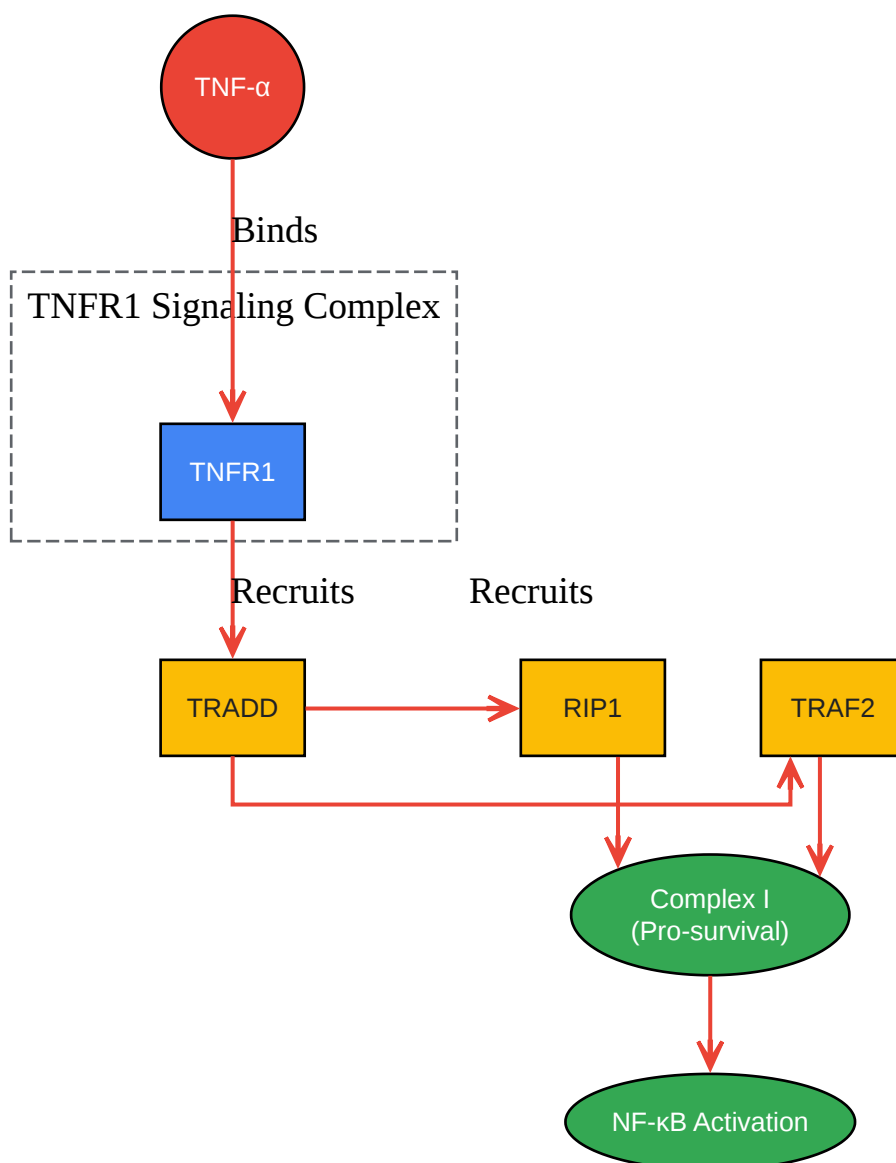 TNF-α
Binds
TNFR1 Signaling Complex
TNFR1
Recruits
Recruits
TRADD
RIP1
TRAF2
Complex I
(Pro-survival)
NF-κB Activation